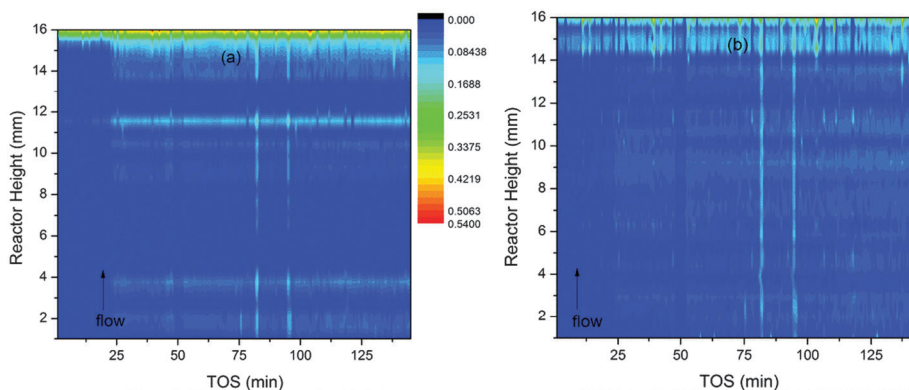 16
14
12
10
8
6
4
2
Reactor Height (mm)
(a)
flow
25 50 75 100 125
TOS (min)
0.000
0.08438
0.1688
0.2531
0.3375
0.4219
0.5063
0.5400
16
14
12
10
8
6
4
2
Reactor Height (mm)
(b)
flow
25 50 75 100 125
TOS (min)